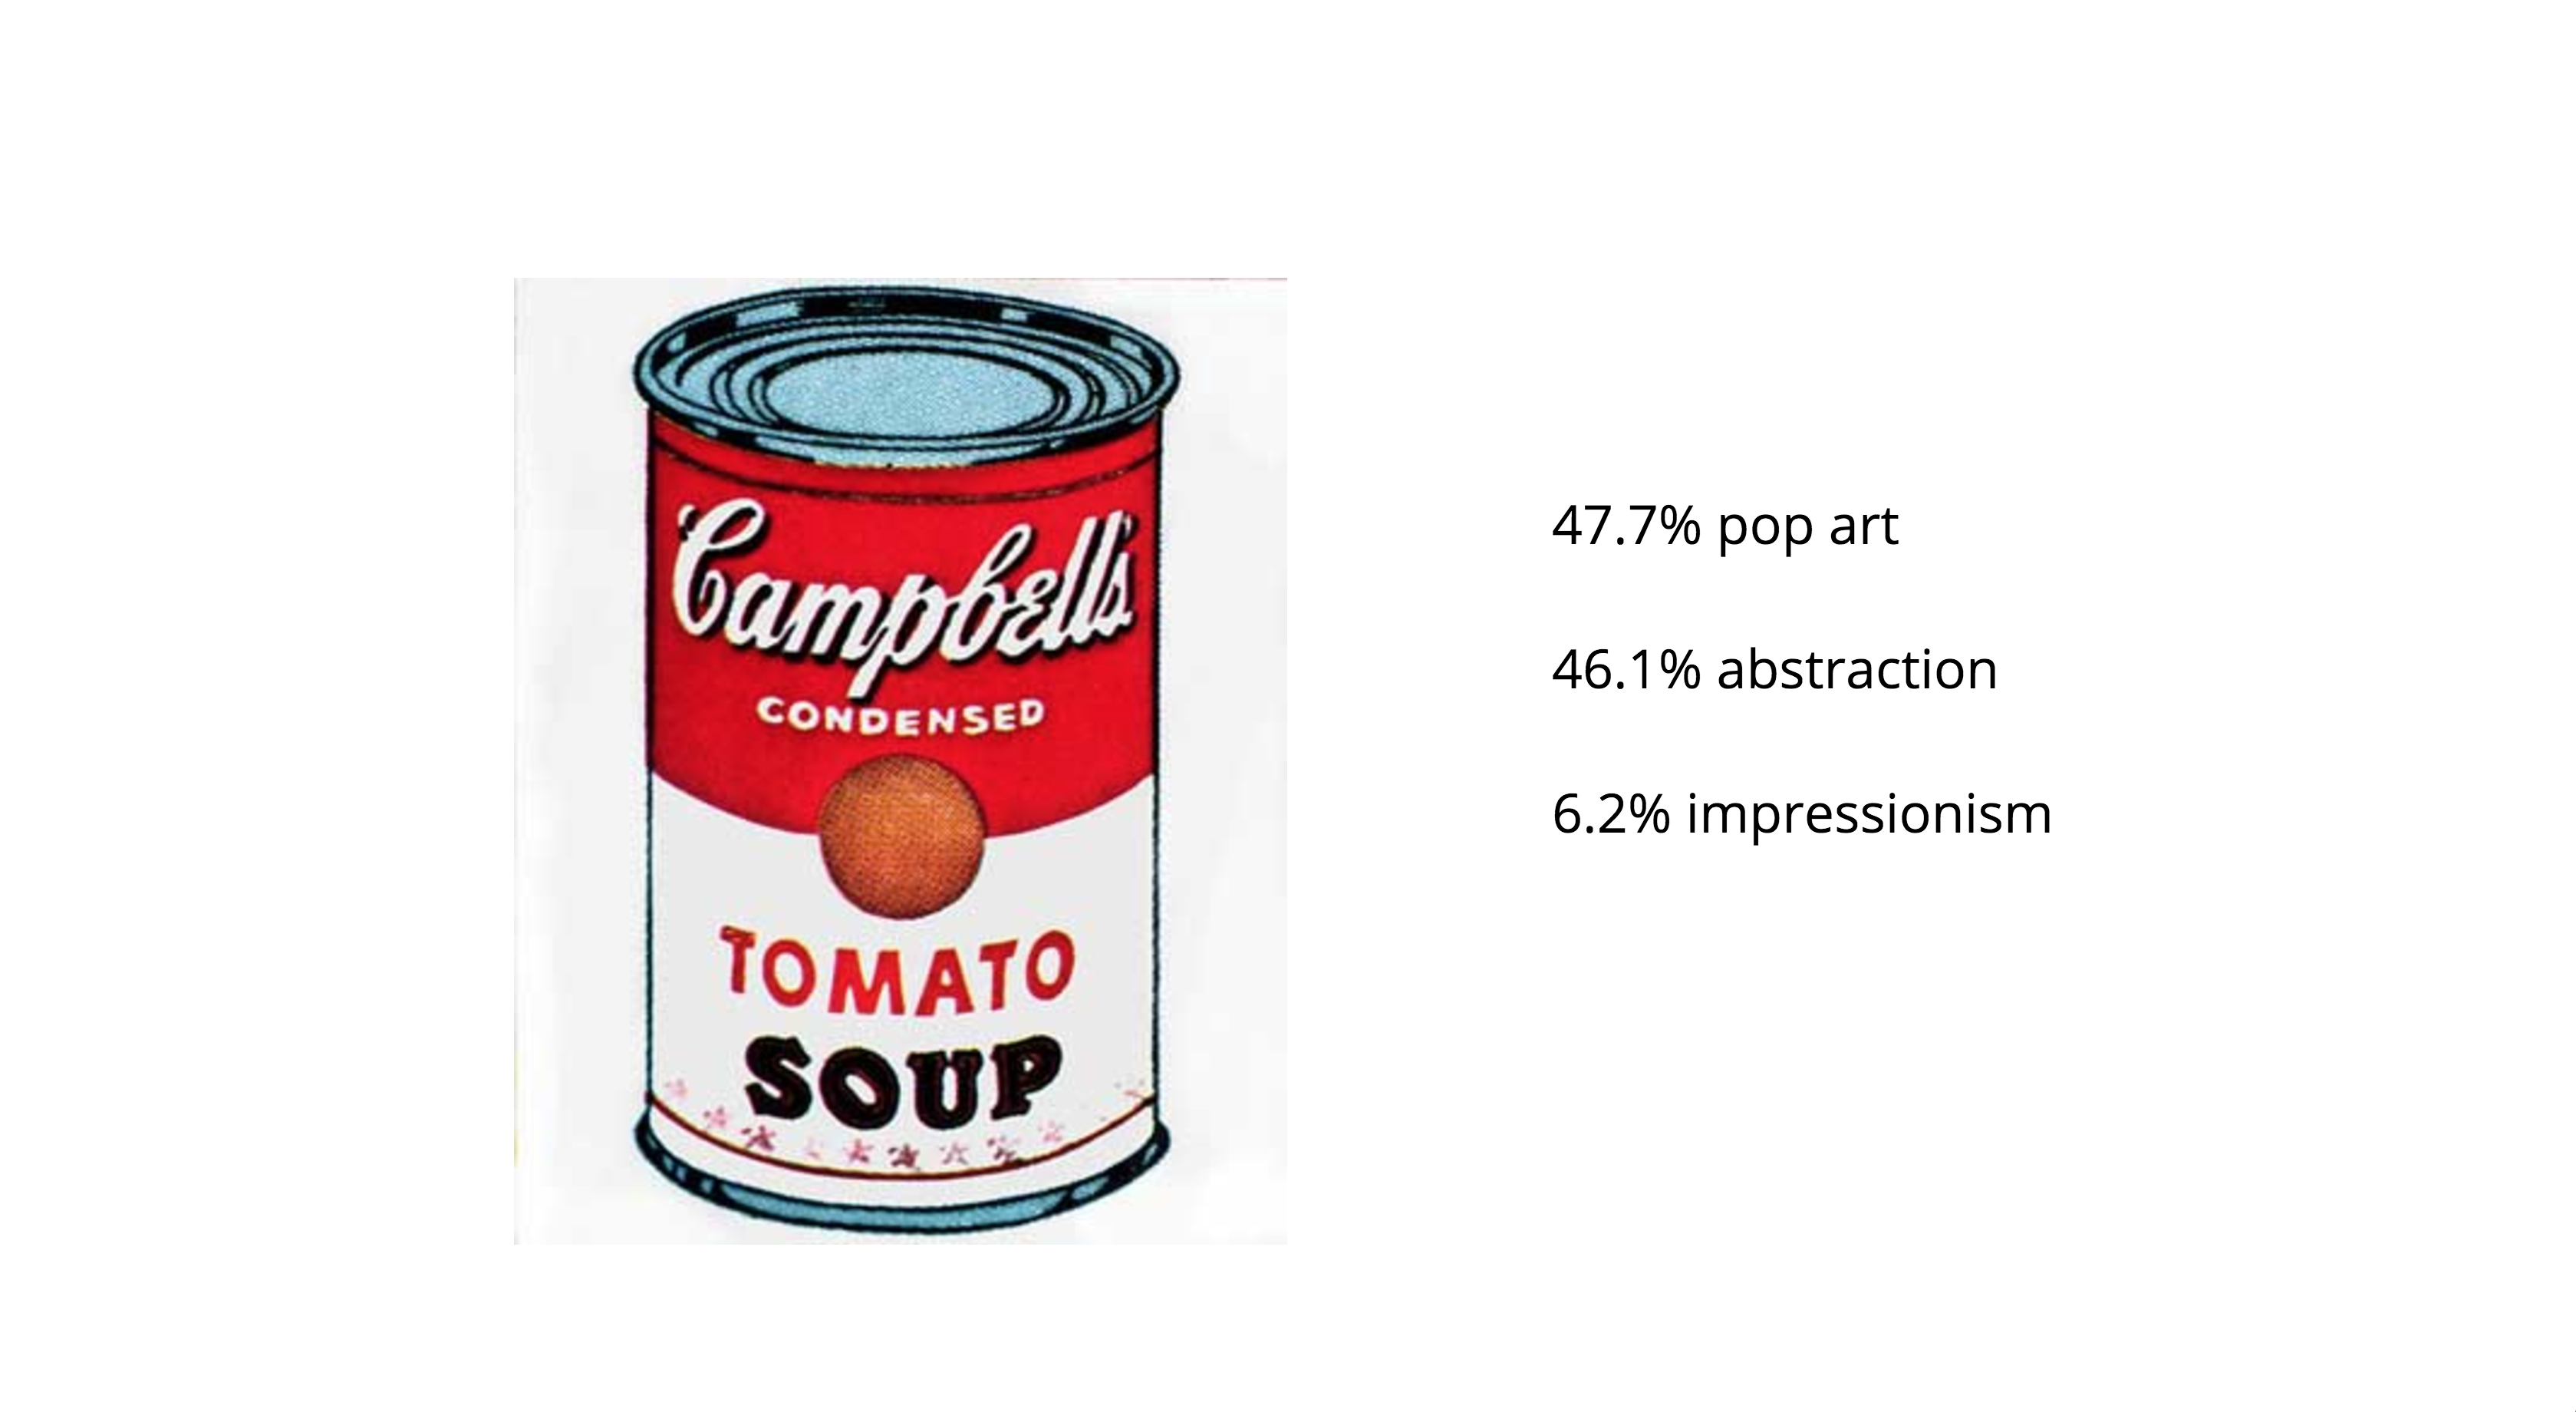 Campbell's
CONDENSED
TOMATO
SOUP
47.7% pop art
46.1% abstraction
6.2% impressionism